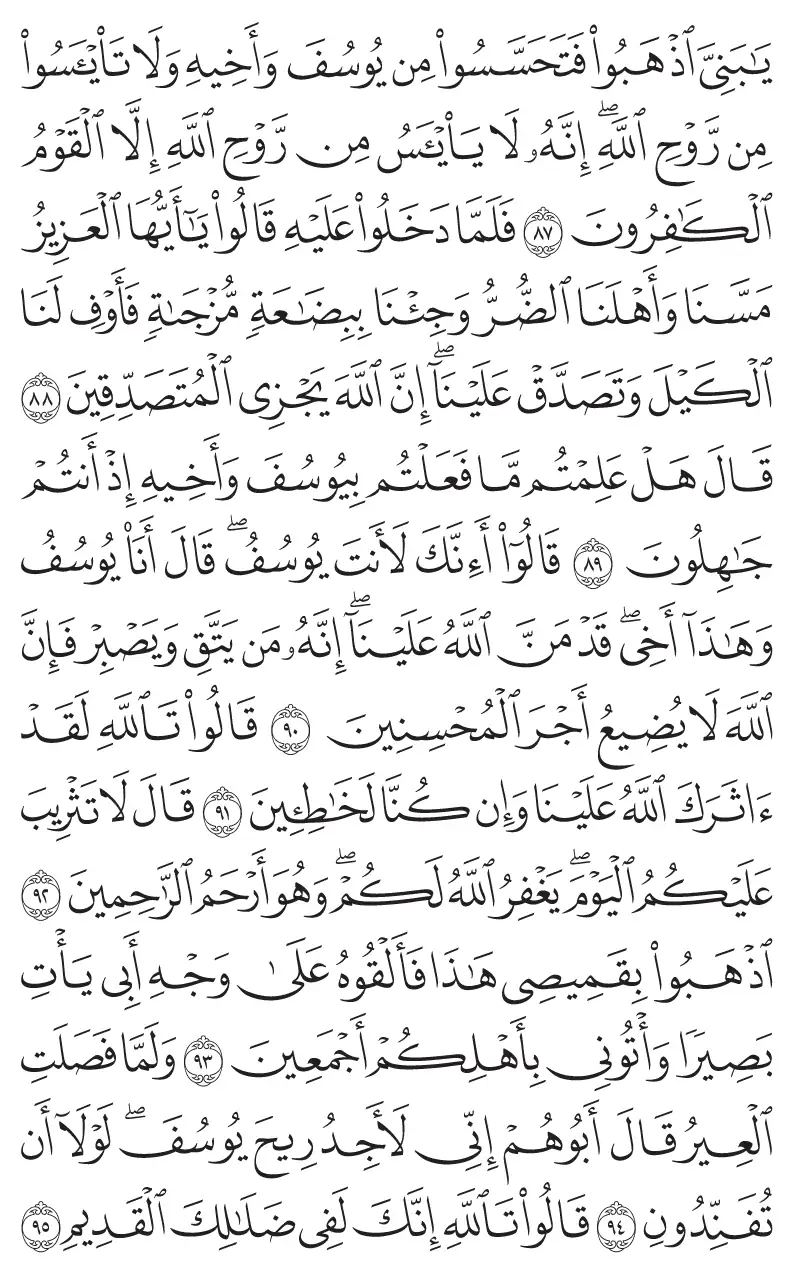 يَٰبَنِىَّ ٱذْهَبُوا۟ فَتَحَسَّسُوا۟ مِن يُوسُفَ وَأَخِيهِ وَلَا تَا۟يْـَٔسُوا۟
مِن رَّوْحِ ٱللَّهِ ۖ إِنَّهُۥ لَا يَا۟يْـَٔسُ مِن رَّوْحِ ٱللَّهِ إِلَّا ٱلْقَوْمُ
ٱلْكَٰفِرُونَ ٨٧ فَلَمَّا دَخَلُوا۟ عَلَيْهِ قَالُوا۟ يَٰٓأَيُّهَا ٱلْعَزِيزُ
مَسَّنَا وَأَهْلَنَا ٱلضُّرُّ وَجِئْنَا بِبِضَٰعَةٍ مُّزْجَىٰةٍ فَأَوْفِ لَنَا
ٱلْكَيْلَ وَتَصَدَّقْ عَلَيْنَآ ۖ إِنَّ ٱللَّهَ يَجْزِى ٱلْمُتَصَدِّقِينَ ٨٨
قَالَ هَلْ عَلِمْتُم مَّا فَعَلْتُم بِيُوسُفَ وَأَخِيهِ إِذْ أَنتُمْ
جَٰهِلُونَ ٨٩ قَالُوٓا۟ أَءِنَّكَ لَأَنتَ يُوسُفُ ۖ قَالَ أَنَا۠ يُوسُفُ
وَهَٰذَآ أَخِى ۖ قَدْ مَنَّ ٱللَّهُ عَلَيْنَآ ۖ إِنَّهُۥ مَن يَتَّقِ وَيَصْبِرْ فَإِنَّ
ٱللَّهَ لَا يُضِيعُ أَجْرَ ٱلْمُحْسِنِينَ ٩٠ قَالُوا۟ تَٱللَّهِ لَقَدْ
ءَاثَرَكَ ٱللَّهُ عَلَيْنَا وَإِن كُنَّا لَخَٰطِـِٔينَ ٩١ قَالَ لَا تَثْرِيبَ
عَلَيْكُمُ ٱلْيَوْمَ ۖ يَغْفِرُ ٱللَّهُ لَكُمْ ۖ وَهُوَ أَرْحَمُ ٱلرَّٰحِمِينَ ٩٢
ٱذْهَبُوا۟ بِقَمِيصِى هَٰذَا فَأَلْقُوهُ عَلَىٰ وَجْهِ أَبِى يَأْتِ
بَصِيرًا وَأْتُونِى بِأَهْلِكُمْ أَجْمَعِينَ ٩٣ وَلَمَّا فَصَلَتِ
ٱلْعِيرُ قَالَ أَبُوهُمْ إِنِّى لَأَجِدُ رِيحَ يُوسُفَ ۖ لَوْلَآ أَن
تُفَنِّدُونِ ٩٤ قَالُوا۟ تَٱللَّهِ إِنَّكَ لَفِى ضَلَٰلِكَ ٱلْقَدِيمِ ٩٥